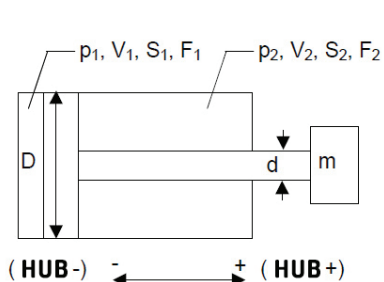 p₁, V₁, S₁, F₁ p₂, V₂, S₂, F₂
D d m
(HUB-) - + (HUB+)